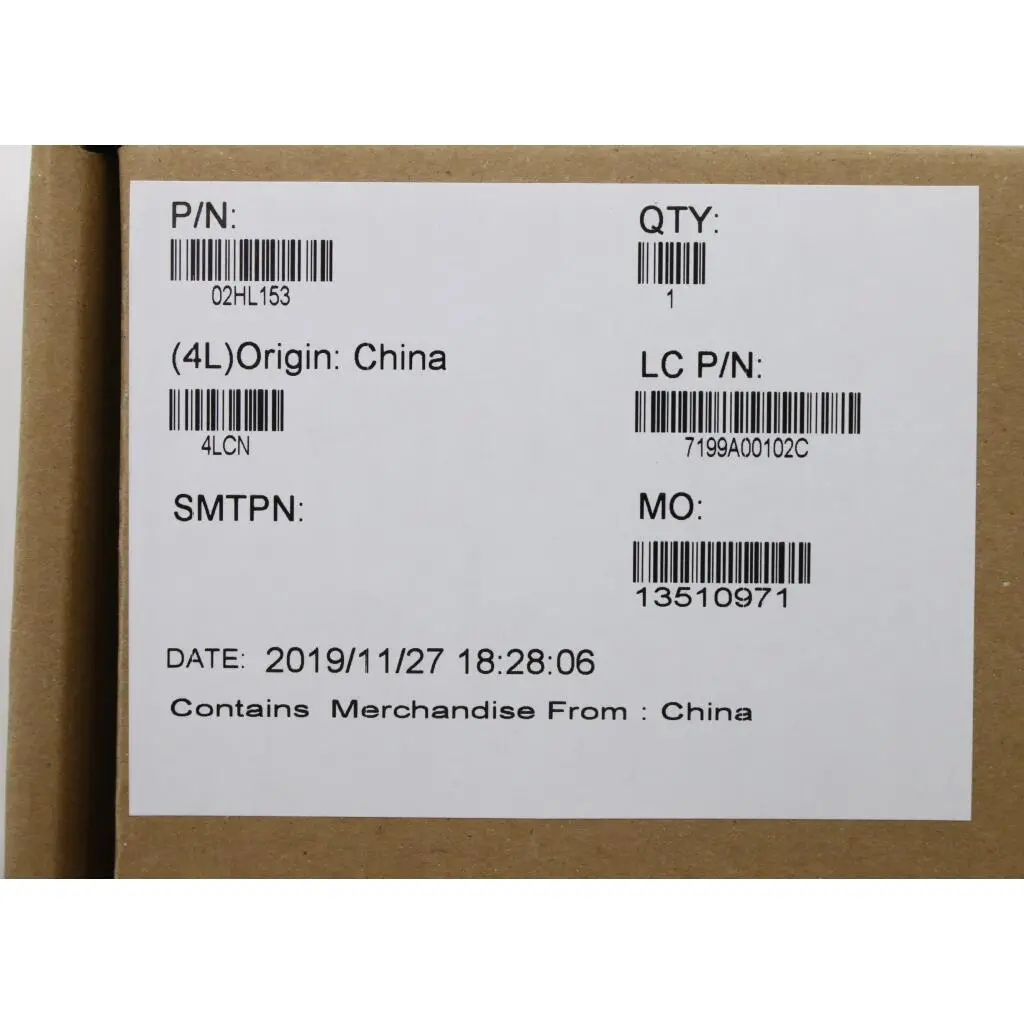 P/N:
02HL153
QTY:
1
(4L)Origin: China
4LCN
LC P/N:
7199A00102C
SMTPN:
MO:
13510971
DATE: 2019/11/27 18:28:06
Contains Merchandise From : China